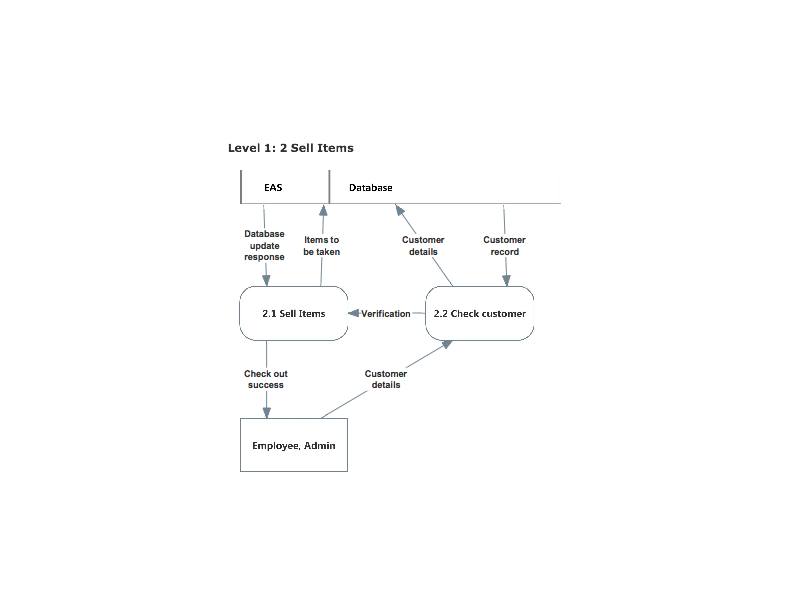 Level 1: 2 Sell Items
EAS
Database
Database
update
response
Items to
be taken
Customer
details
Customer
record
2.1 Sell Items
Verification
2.2 Check customer
Check out
success
Customer
details
Employee, Admin